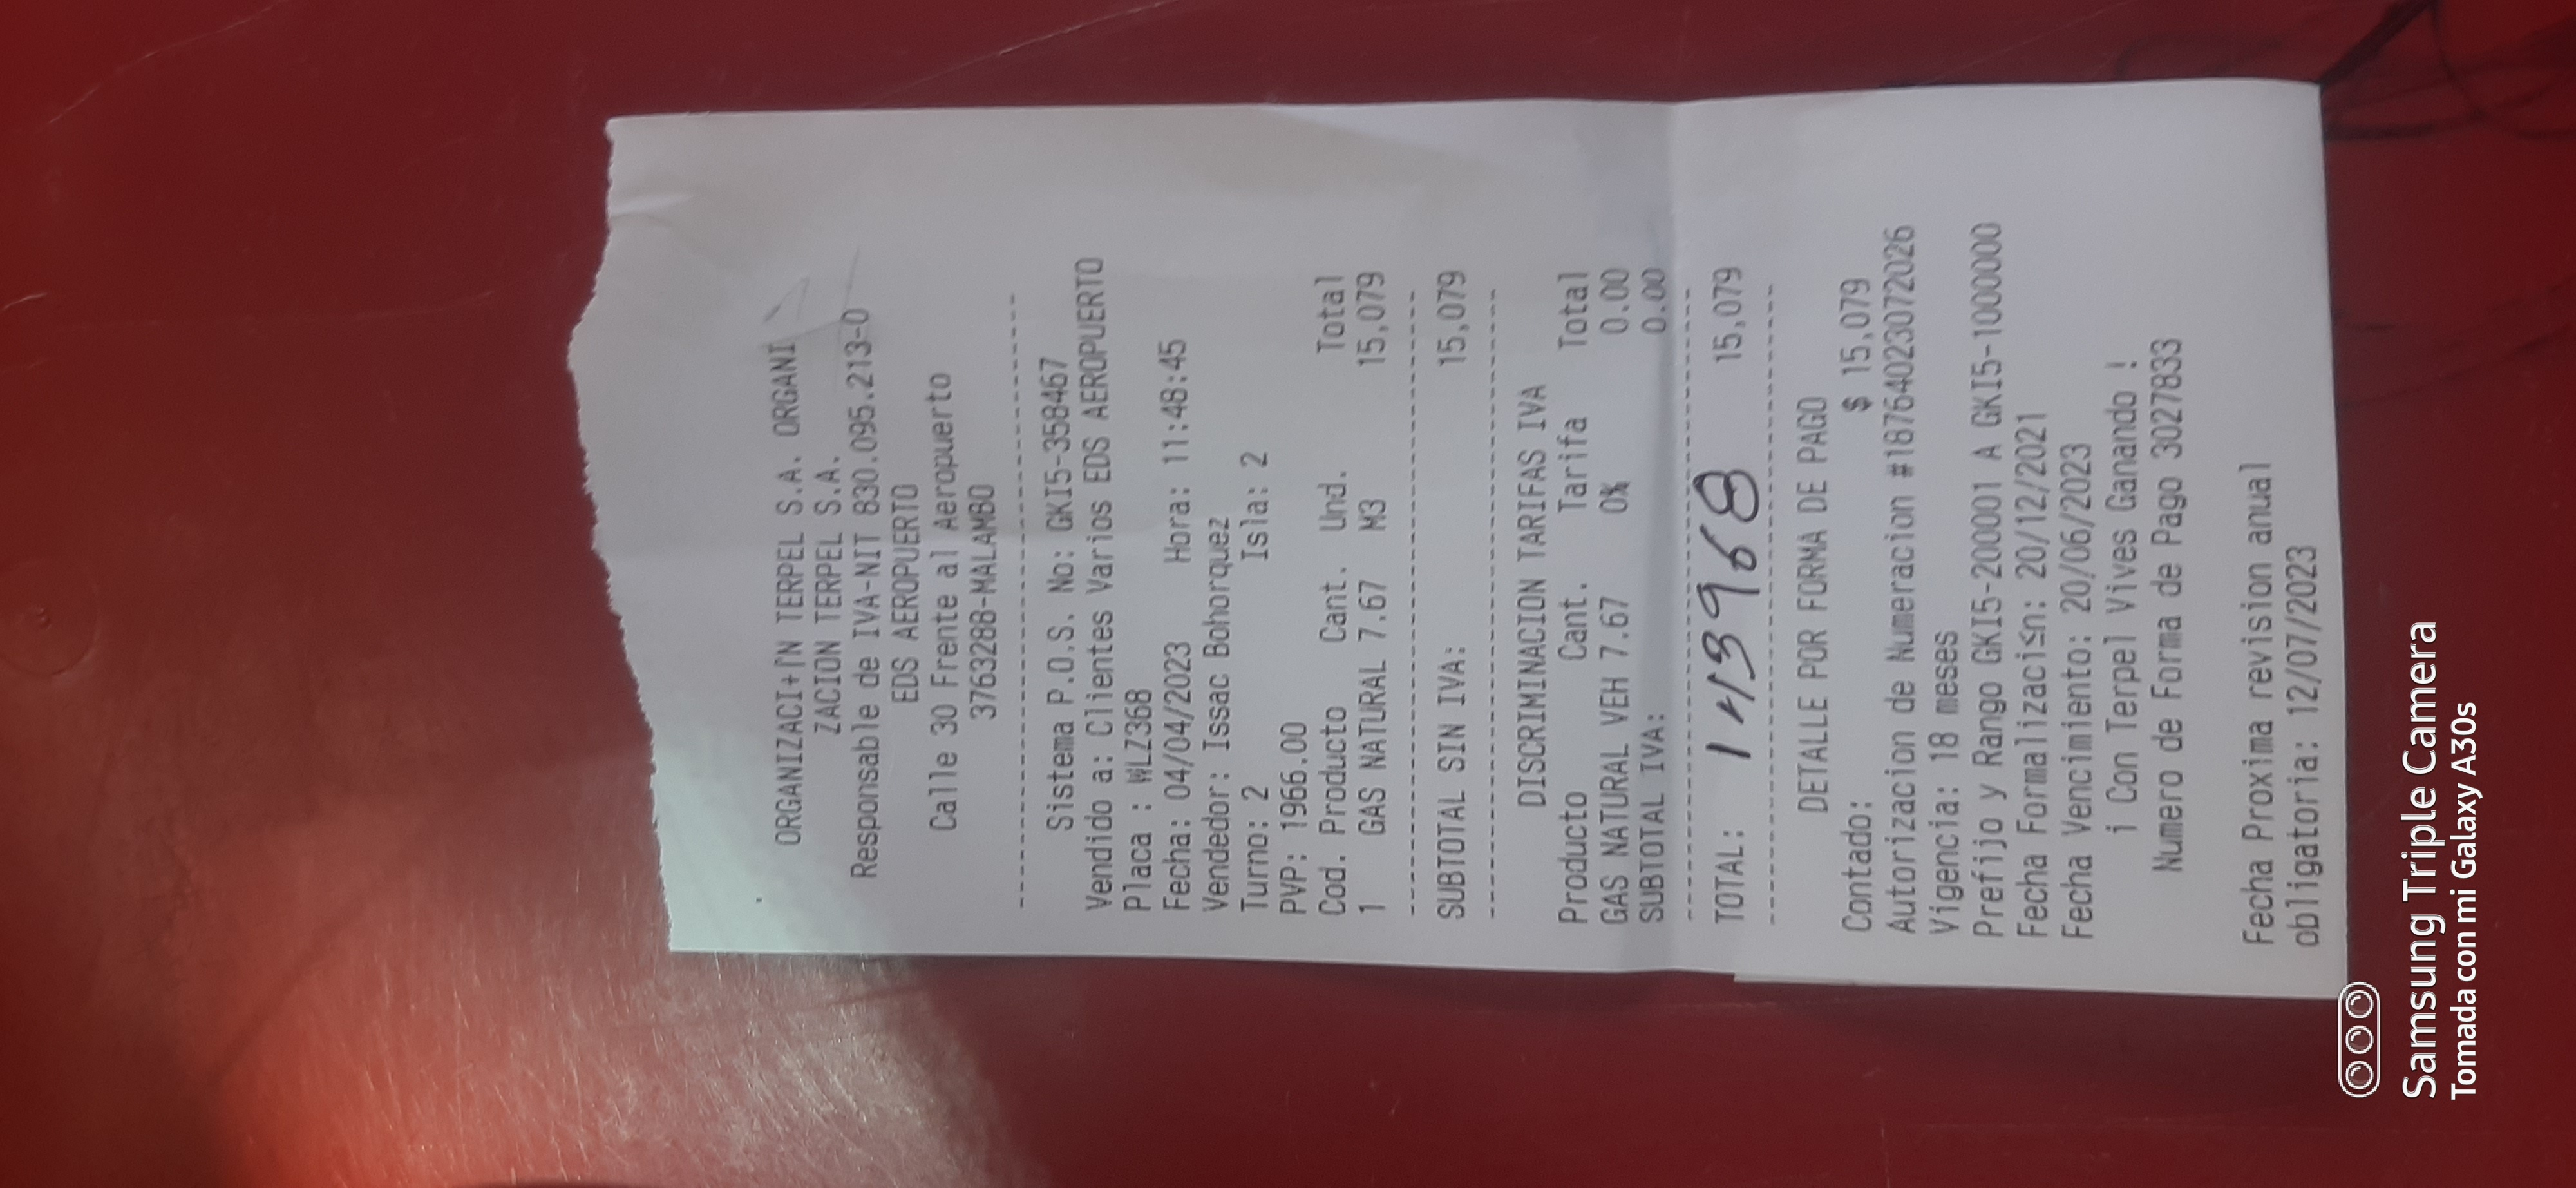 ORGANIZACI+ſN TERPEL S.A. ORGANI
ZACION TERPEL S.A.
Responsable de IVA-NIT 830.095.213-0
EDS AEROPUERTO
Calle 30 Frente al Aeropuerto
3763288-MALAMBO
Sistema P.O.S. No: GKI5-358467
Vendido a: Clientes Varios EDS AEROPUERTO
Placa : WLZ368
Fecha: 04/04/2023 Hora: 11:48:45
Vendedor: Issac Bohorquez
Turno: 2 Isla: 2
PVP: 1966.00
Cod. Producto Cant. Und. Total
1 GAS NATURAL 7.67 M3 15,079
SUBTOTAL SIN IVA: 15,079
DISCRIMINACION TARIFAS IVA
Producto Cant. Tarifa Total
GAS NATURAL VEH 7.67 0% 0.00
SUBTOTAL IVA: 0.00
TOTAL: 143968 15,079
DETALLE POR FORMA DE PAGO
Contado: $ 15,079
Autorizacion de Numeracion #18764023072026
Vigencia: 18 meses
Prefijo y Rango GKI5-200001 A GKI5-1000000
Fecha Formalizaci≤n: 20/12/2021
Fecha Vencimiento: 20/06/2023
¡ Con Terpel Vives Ganando !
Numero de Forma de Pago 3027833
Fecha Proxima revision anual
obligatoria: 12/07/2023
Samsung Triple Camera
Tomada con mi Galaxy A30s